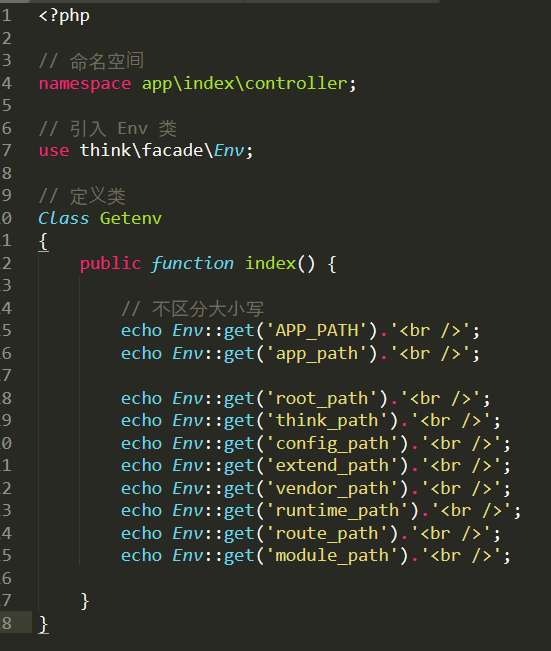 1 <?php
2
3 // 命名空间
4 namespace app\index\controller;
5
6 // 引入 Env 类
7 use think\facade\Env;
8
9 // 定义类
0 Class Getenv
1 {
2 public function index() {
3
4 // 不区分大小写
5 echo Env::get('APP_PATH').'<br />';
6 echo Env::get('app_path').'<br />';
7
8 echo Env::get('root_path').'<br />';
9 echo Env::get('think_path').'<br />';
0 echo Env::get('config_path').'<br />';
1 echo Env::get('extend_path').'<br />';
2 echo Env::get('vendor_path').'<br />';
3 echo Env::get('runtime_path').'<br />';
4 echo Env::get('route_path').'<br />';
5 echo Env::get('module_path').'<br />';
6
7 }
8 }